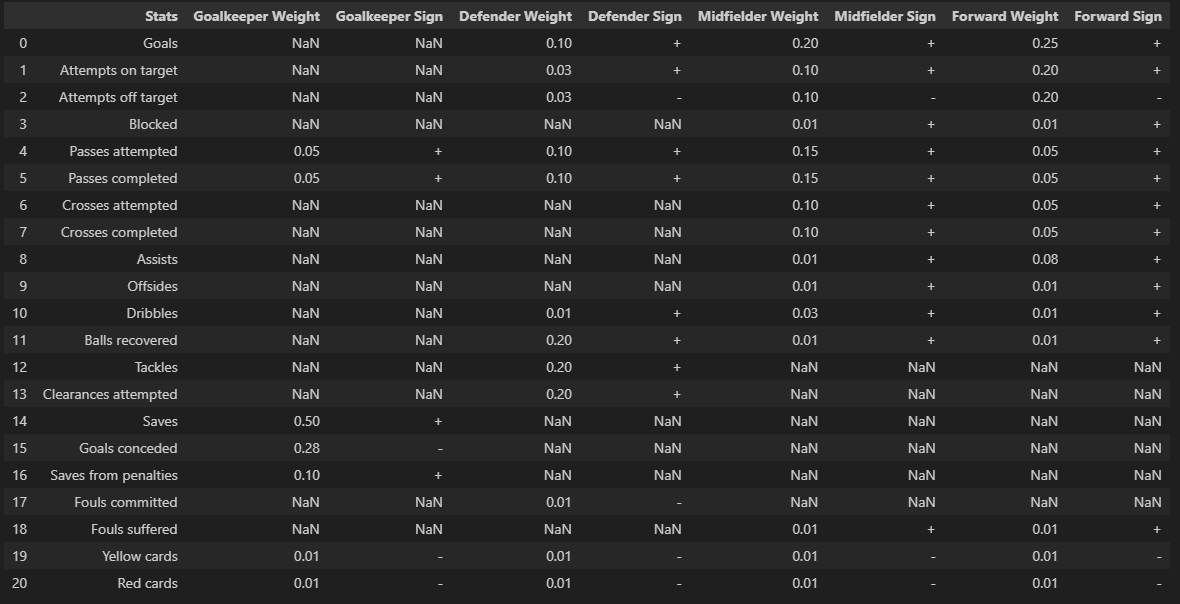 Stats Goalkeeper Weight Goalkeeper Sign Defender Weight Defender Sign Midfielder Weight Midfielder Sign Forward Weight Forward Sign
0 Goals NaN NaN 0.10 + 0.20 + 0.25 +
1 Attempts on target NaN NaN 0.03 + 0.10 + 0.20 +
2 Attempts off target NaN NaN 0.03 - 0.10 - 0.20 -
3 Blocked NaN NaN NaN NaN 0.01 + 0.01 +
4 Passes attempted 0.05 + 0.10 + 0.15 + 0.05 +
5 Passes completed 0.05 + 0.10 + 0.15 + 0.05 +
6 Crosses attempted NaN NaN NaN NaN 0.10 + 0.05 +
7 Crosses completed NaN NaN NaN NaN 0.10 + 0.05 +
8 Assists NaN NaN NaN NaN 0.01 + 0.08 +
9 Offsides NaN NaN NaN NaN 0.01 + 0.01 +
10 Dribbles NaN NaN 0.01 + 0.03 + 0.01 +
11 Balls recovered NaN NaN 0.20 + 0.01 + 0.01 +
12 Tackles NaN NaN 0.20 + NaN NaN NaN NaN
13 Clearances attempted NaN NaN 0.20 + NaN NaN NaN NaN
14 Saves 0.50 + NaN NaN NaN NaN NaN NaN
15 Goals conceded 0.28 - NaN NaN NaN NaN NaN NaN
16 Saves from penalties 0.10 + NaN NaN NaN NaN NaN NaN
17 Fouls committed NaN NaN 0.01 - NaN NaN NaN NaN
18 Fouls suffered NaN NaN NaN NaN 0.01 + 0.01 +
19 Yellow cards 0.01 - 0.01 - 0.01 - 0.01 -
20 Red cards 0.01 - 0.01 - 0.01 - 0.01 -